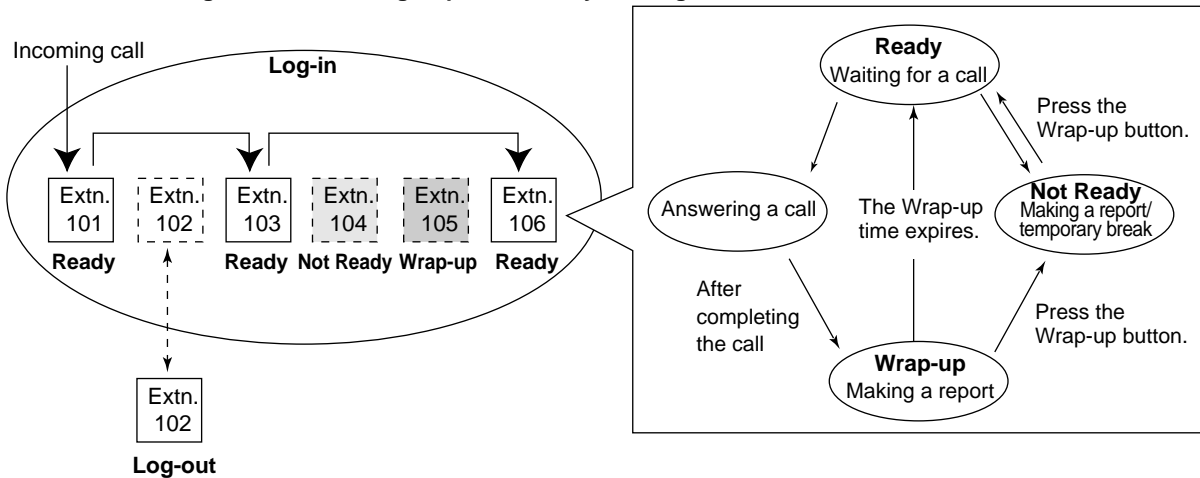 Incoming call
Log-in
Extn.
101
Extn.
102
Extn.
103
Extn.
104
Extn.
105
Extn.
106
Ready
Ready
Not Ready
Wrap-up
Ready
Extn.
102
Log-out
Ready
Waiting for a call
Press the
Wrap-up button.
Answering a call
The Wrap-up
time expires.
Not Ready
Making a report/
temporary break
After
completing
the call
Press the
Wrap-up button.
Wrap-up
Making a report